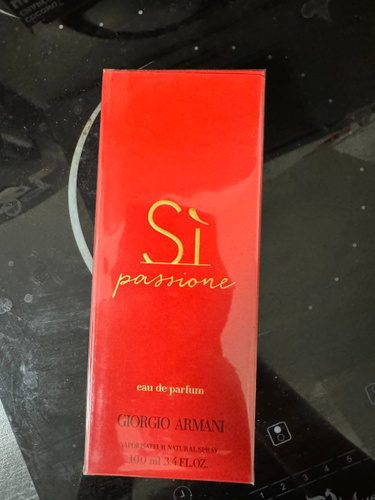 Sì
passione
eau de parfum
GIORGIO ARMANI
VAPORISATEUR NATURAL SPRAY
100 ml 3.4 FL.OZ.